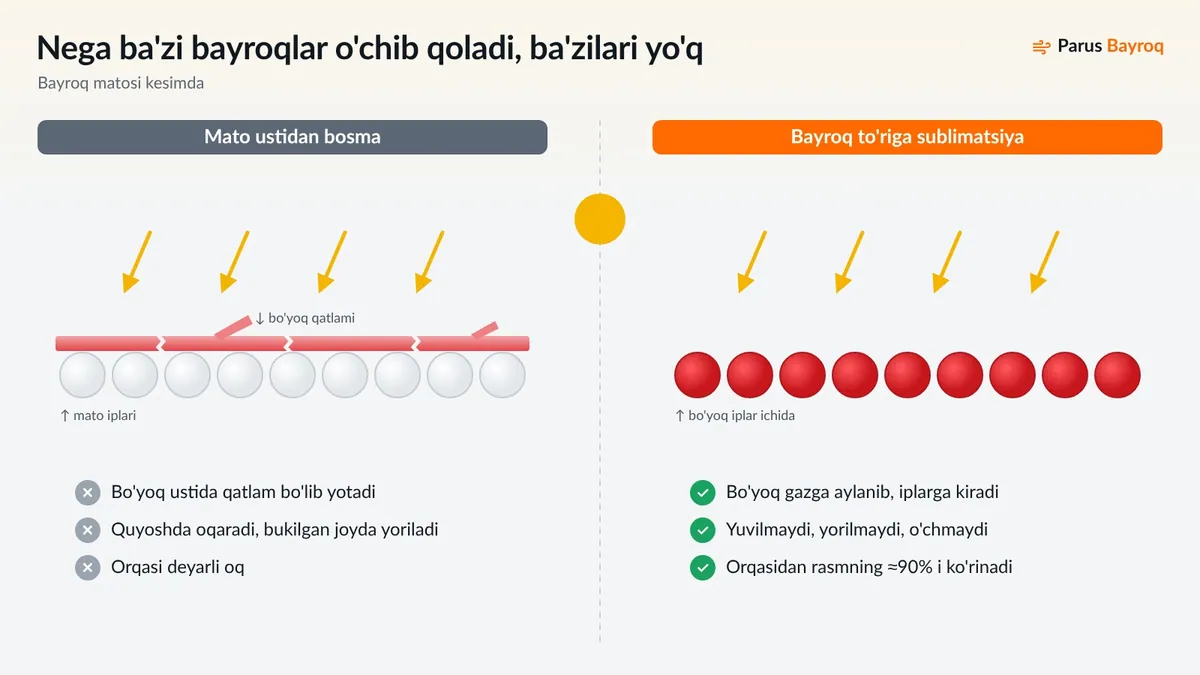 Nega ba'zi bayroqlar o'chib qoladi, ba'zilari yo'q
Parus Bayroq
Bayroq matosi kesimda
Mato ustidan bosma
↓ bo'yoq qatlami
↑ mato iplari
Bo'yoq ustida qatlam bo'lib yotadi
Quyoshda oqaradi, bukilgan joyda yoriladi
Orqasi deyarli oq
Bayroq to'riga sublimatsiya
↑ bo'yoq iplar ichida
Bo'yoq gazga aylanib, iplarga kiradi
Yuvilmaydi, yorilmaydi, o'chmaydi
Orqasidan rasmning ≈90% i ko'rinadi